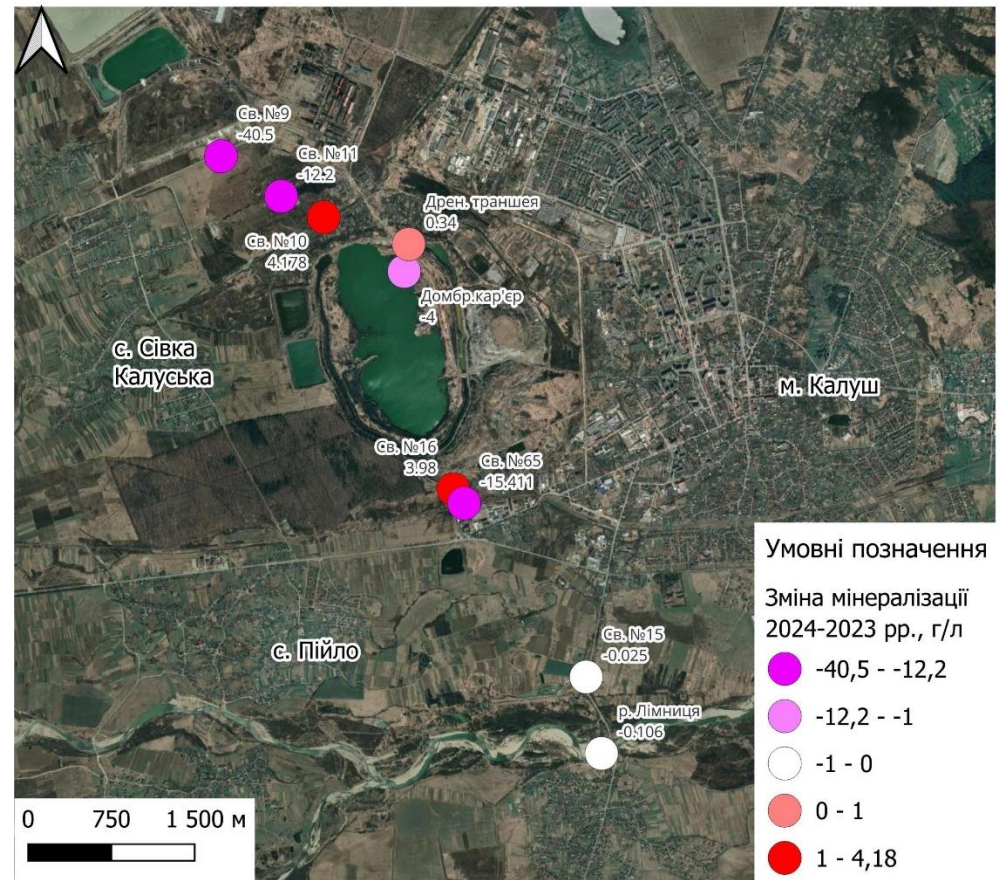 Св. №9
-40.5
Св. №11
-12.2
Дрен. траншея
0.34
Св. №10
4.178
Домбр.кар'єр
-4
с. Сівка
Калуська
м. Калуш
Св. №16
3.98
Св. №65
-15.411
Св. №15
-0.025
с. Пійло
р. Лімниця
-0.106
0 750 1 500 м
Умовні позначення
Зміна мінералізації
2024-2023 рр., г/л
-40,5 - -12,2
-12,2 - -1
-1 - 0
0 - 1
1 - 4,18